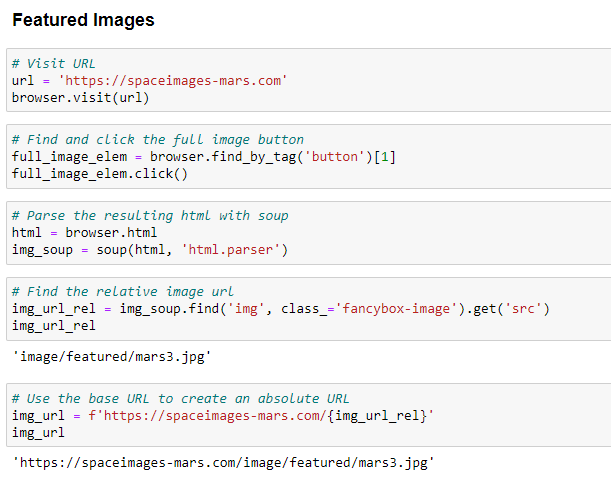 Featured Images
# Visit URL
url = 'https://spaceimages-mars.com'
browser.visit(url)
# Find and click the full image button
full_image_elem = browser.find_by_tag('button')[1]
full_image_elem.click()
# Parse the resulting html with soup
html = browser.html
img_soup = soup(html, 'html.parser')
# Find the relative image url
img_url_rel = img_soup.find('img', class_='fancybox-image').get('src')
img_url_rel
'image/featured/mars3.jpg'
# Use the base URL to create an absolute URL
img_url = f'https://spaceimages-mars.com/{img_url_rel}'
img_url
'https://spaceimages-mars.com/image/featured/mars3.jpg'